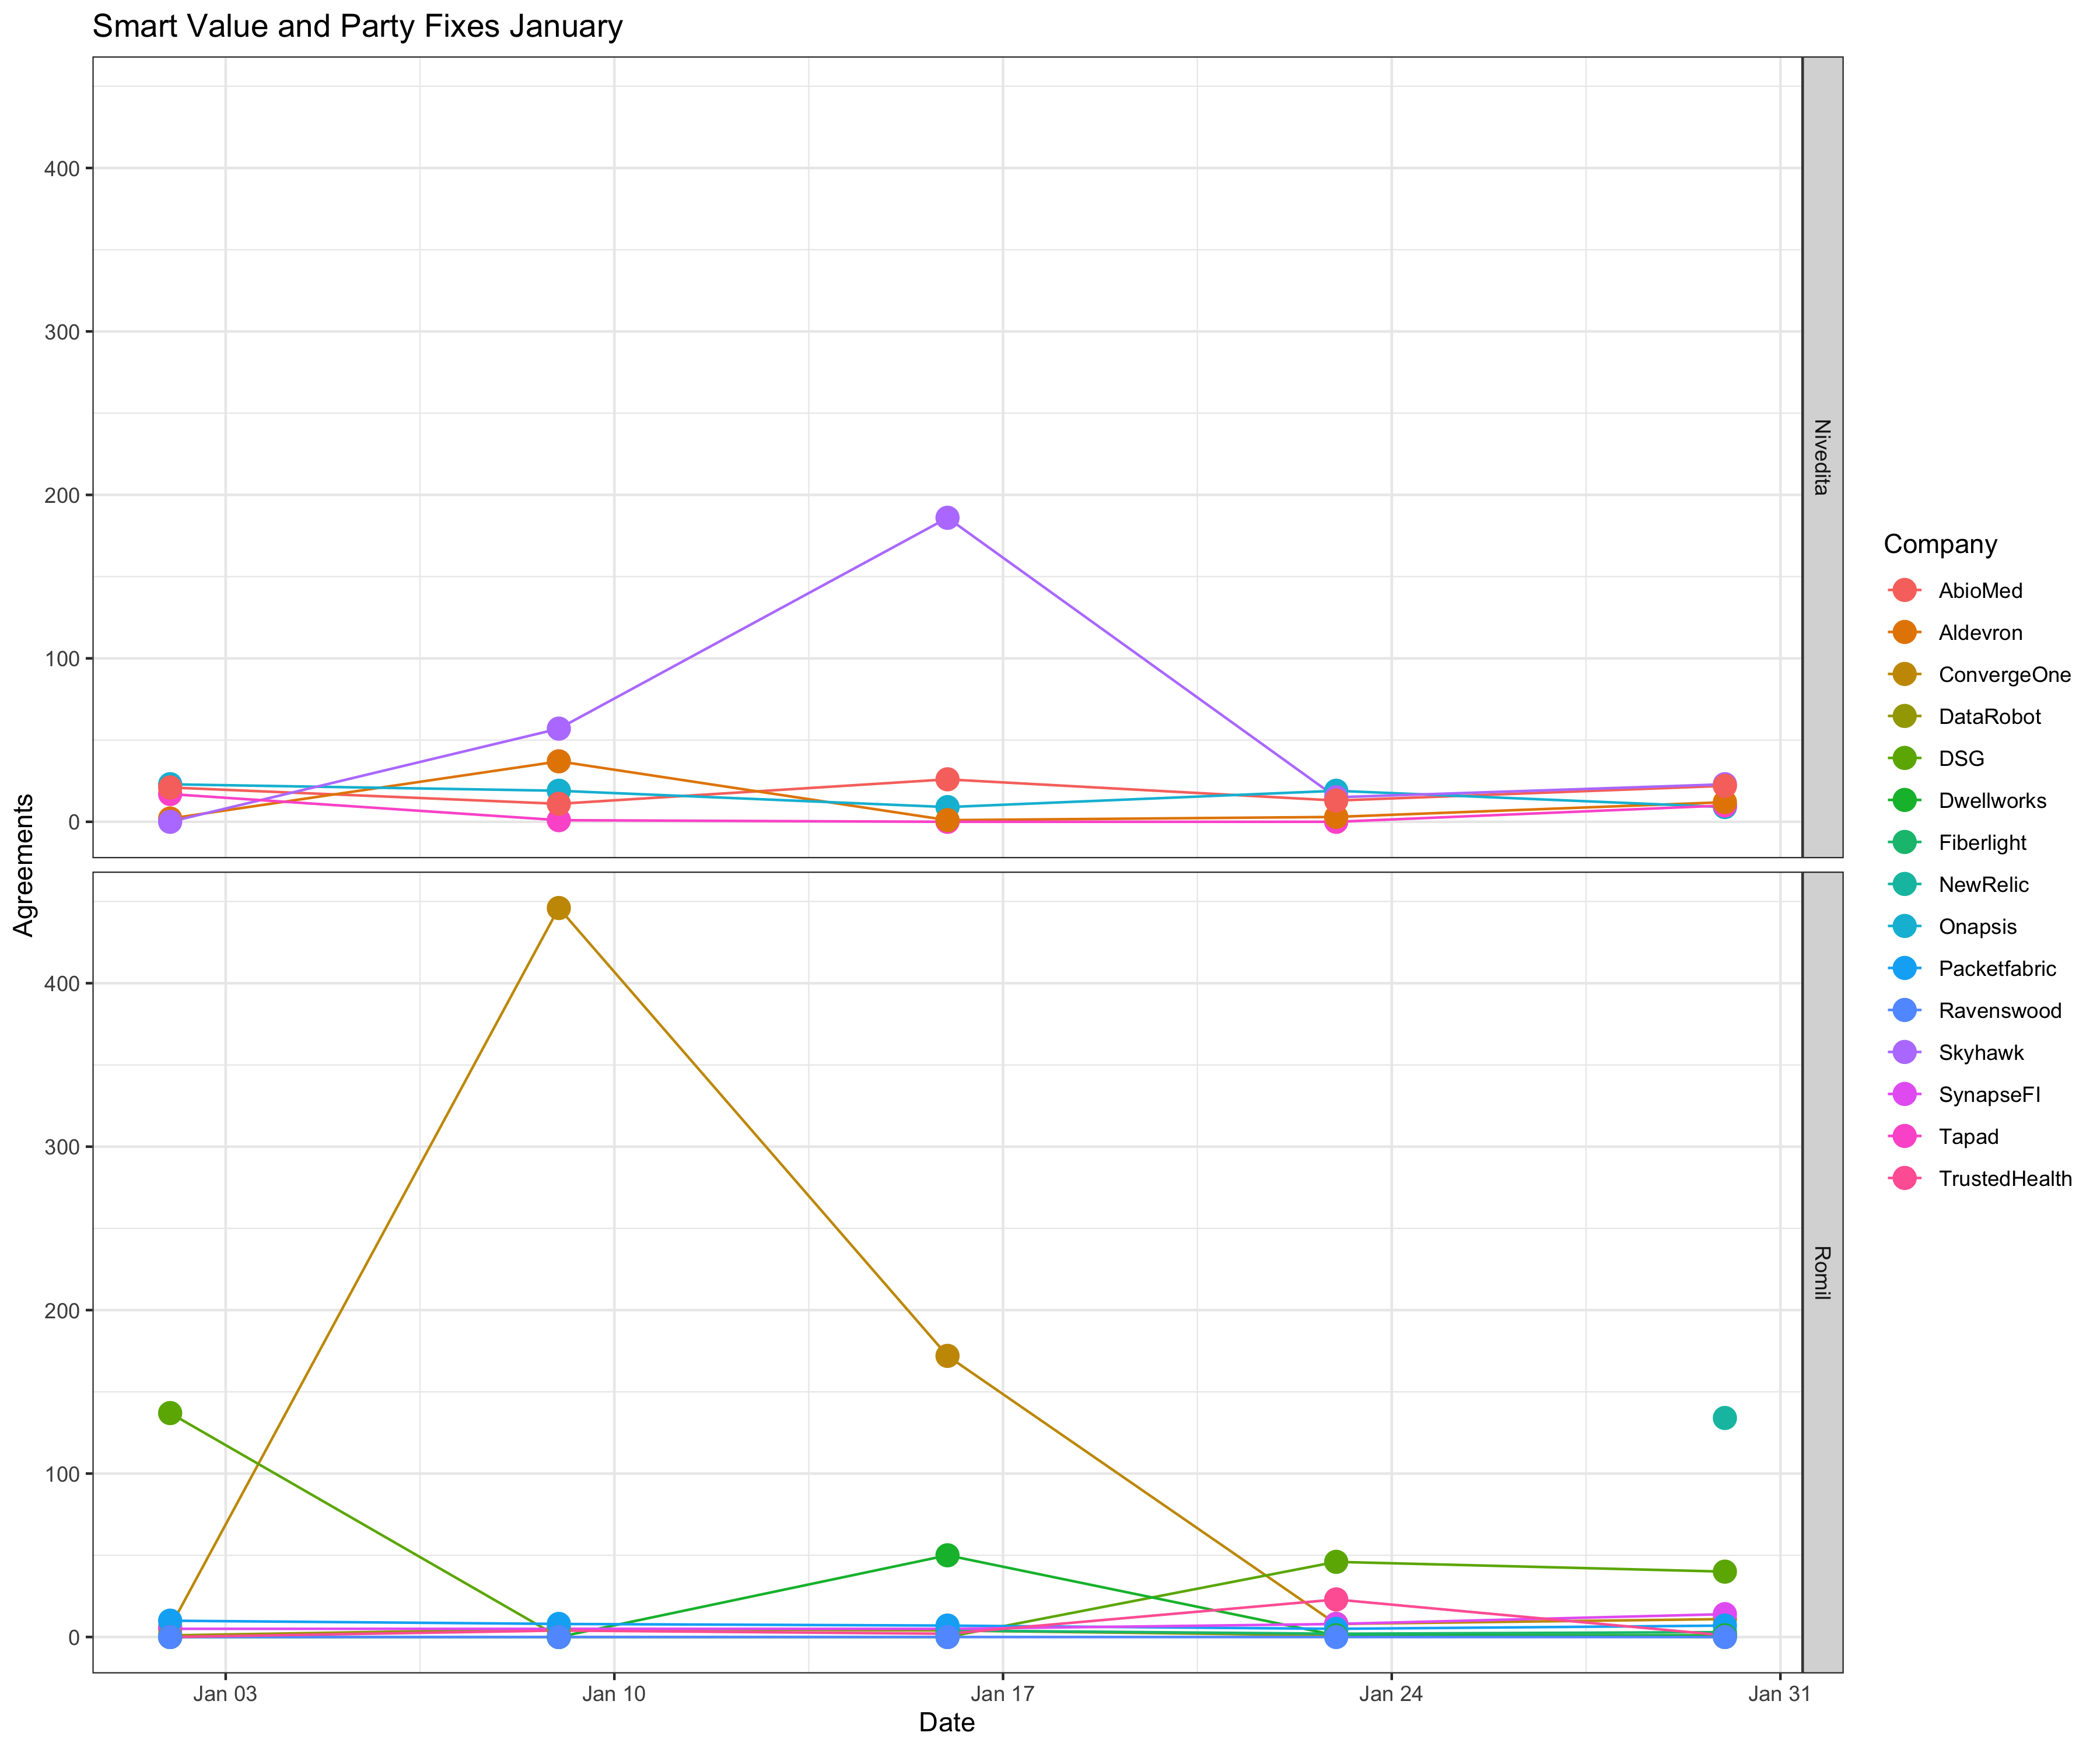 Smart Value and Party Fixes January
400
300
200
100
0
Nivedita
400
300
200
100
0
Romil
Agreements
Jan 03
Jan 10
Jan 17
Jan 24
Jan 31
Date
Company
AbioMed
Aldevron
ConvergeOne
DataRobot
DSG
Dwellworks
Fiberlight
NewRelic
Onapsis
Packetfabric
Ravenswood
Skyhawk
SynapseFI
Tapad
TrustedHealth